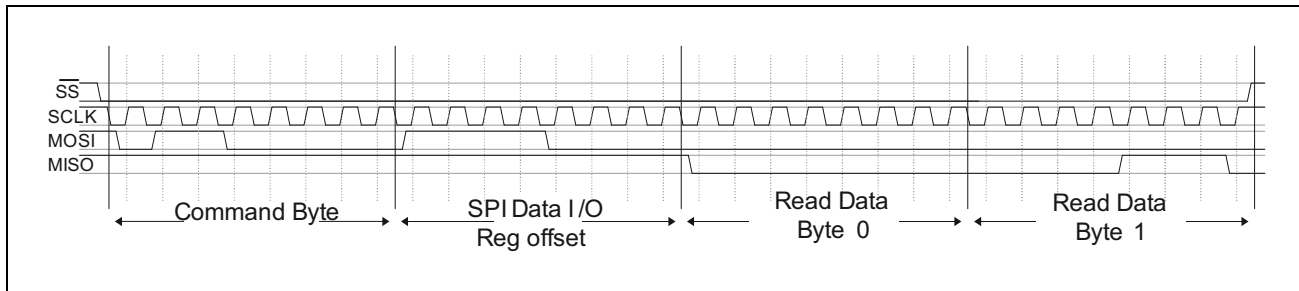 SS
SCLK
MOSI
MISO
Command Byte
SPI Data I/O
Reg offset
Read Data
Byte 0
Read Data
Byte 1